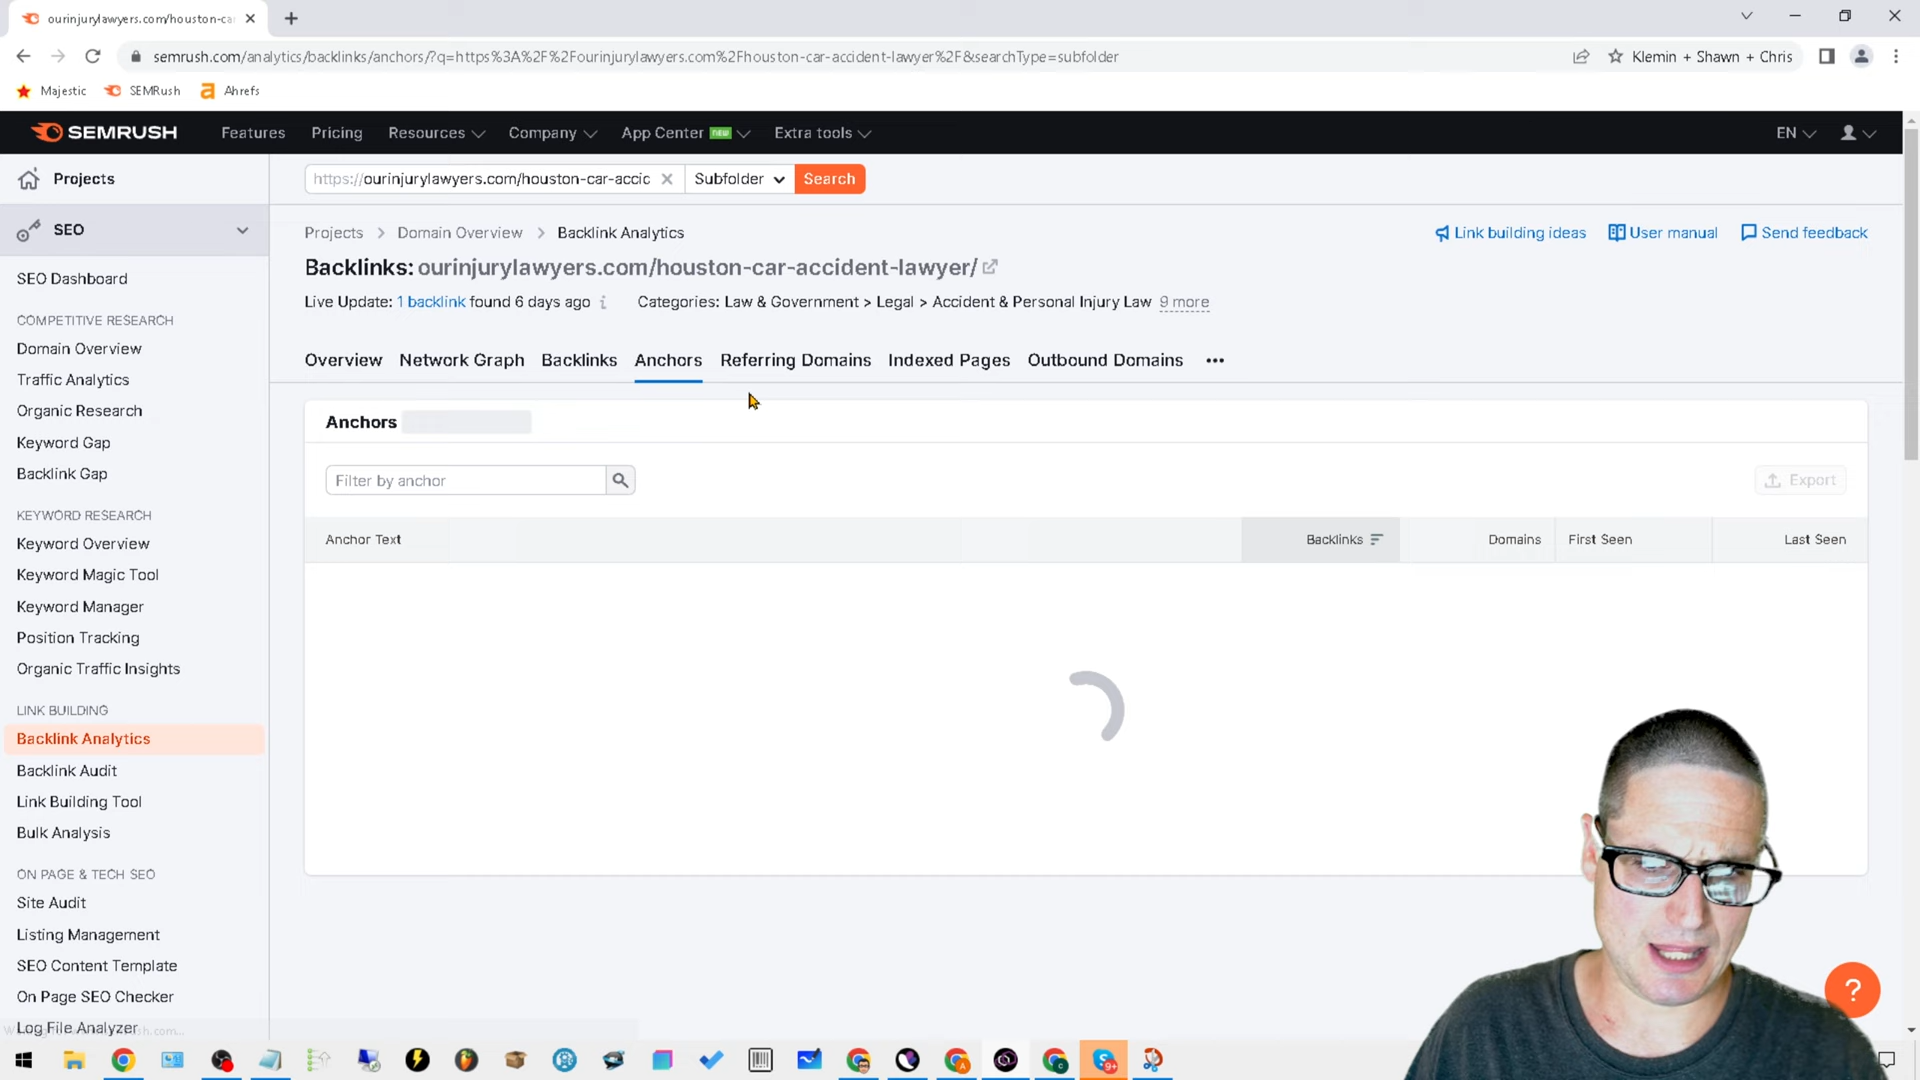 ourinjurylawyers.com/houston-ca
semrush.com/analytics/backlinks/anchors/?q=https%3A%2F%2Fourinjurylawyers.com%2Fhouston-car-accident-lawyer%2F&searchType=subfolder
Klemin + Shawn + Chris
Majestic SEMRush Ahrefs
SEMRUSH Features Pricing Resources Company App Center NEW Extra tools EN
Projects
https://ourinjurylawyers.com/houston-car-accic Subfolder Search
SEO
Projects > Domain Overview > Backlink Analytics
Link building ideas User manual Send feedback
Backlinks: ourinjurylawyers.com/houston-car-accident-lawyer/
Live Update: 1 backlink found 6 days ago i Categories: Law & Government > Legal > Accident & Personal Injury Law 9 more
Overview Network Graph Backlinks Anchors Referring Domains Indexed Pages Outbound Domains •••
Anchors
Filter by anchor
Export
Anchor Text Backlinks Domains First Seen Last Seen
SEO Dashboard
COMPETITIVE RESEARCH
Domain Overview
Traffic Analytics
Organic Research
Keyword Gap
Backlink Gap
KEYWORD RESEARCH
Keyword Overview
Keyword Magic Tool
Keyword Manager
Position Tracking
Organic Traffic Insights
LINK BUILDING
Backlink Analytics
Backlink Audit
Link Building Tool
Bulk Analysis
ON PAGE & TECH SEO
Site Audit
Listing Management
SEO Content Template
On Page SEO Checker
Log File Analyzer
?